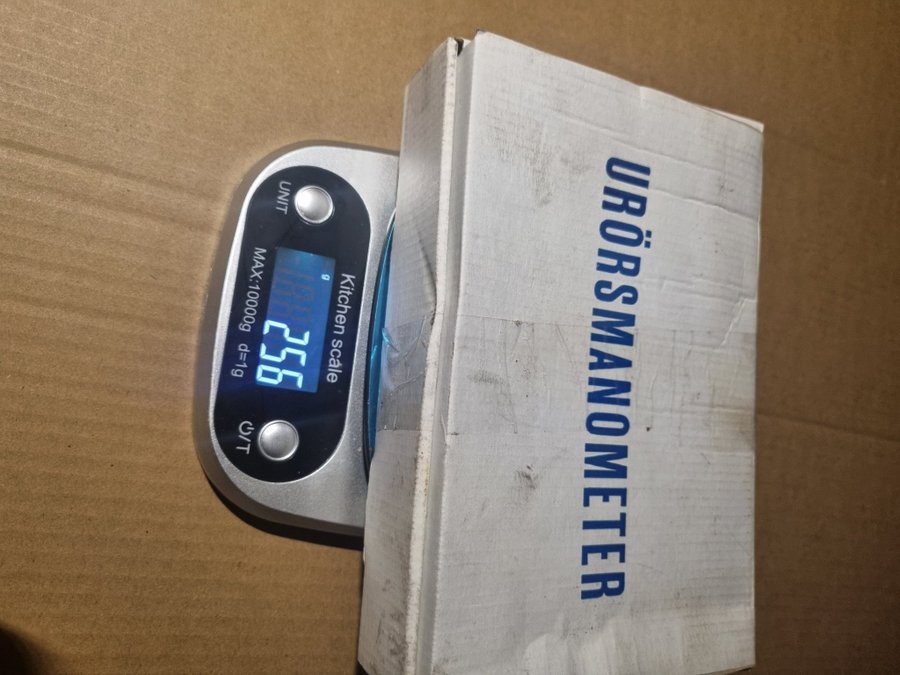 URÖRSMANOMETER
Kitchen scale
g
256
UNIT
MAX:10000g d=1g
⏻/T